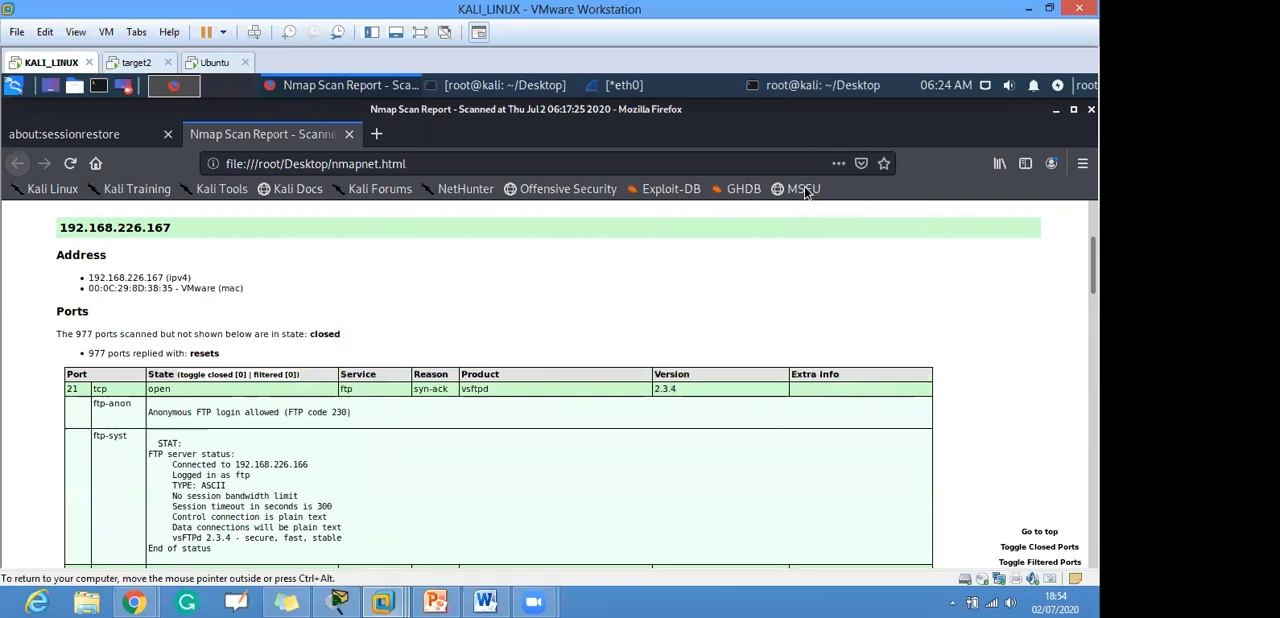 KALI_LINUX - VMware Workstation
File Edit View VM Tabs Help
KALI_LINUX target2 Ubuntu
Nmap Scan Report - Sca... [root@kali: ~/Desktop] [*eth0] root@kali: ~/Desktop 06:24 AM root
Nmap Scan Report - Scanned at Thu Jul 2 06:17:25 2020 - Mozilla Firefox
about:sessionrestore Nmap Scan Report - Scanne
file:///root/Desktop/nmapnet.html
Kali Linux Kali Training Kali Tools Kali Docs Kali Forums NetHunter Offensive Security Exploit-DB GHDB MSFU
192.168.226.167
Address
• 192.168.226.167 (ipv4)
• 00:0C:29:8D:38:35 - VMware (mac)
Ports
The 977 ports scanned but not shown below are in state: closed
• 977 ports replied with: resets
Port State (toggle closed [0] | filtered [0]) Service Reason Product Version Extra info
21 tcp open ftp syn-ack vsftpd 2.3.4
ftp-anon Anonymous FTP login allowed (FTP code 230)
ftp-syst
STAT:
FTP server status:
Connected to 192.168.226.166
Logged in as ftp
TYPE: ASCII
No session bandwidth limit
Session timeout in seconds is 300
Control connection is plain text
Data connections will be plain text
vsFTPd 2.3.4 - secure, fast, stable
End of status
Go to top
Toggle Closed Ports
Toggle Filtered Ports
To return to your computer, move the mouse pointer outside or press Ctrl+Alt.
18:54
02/07/2020